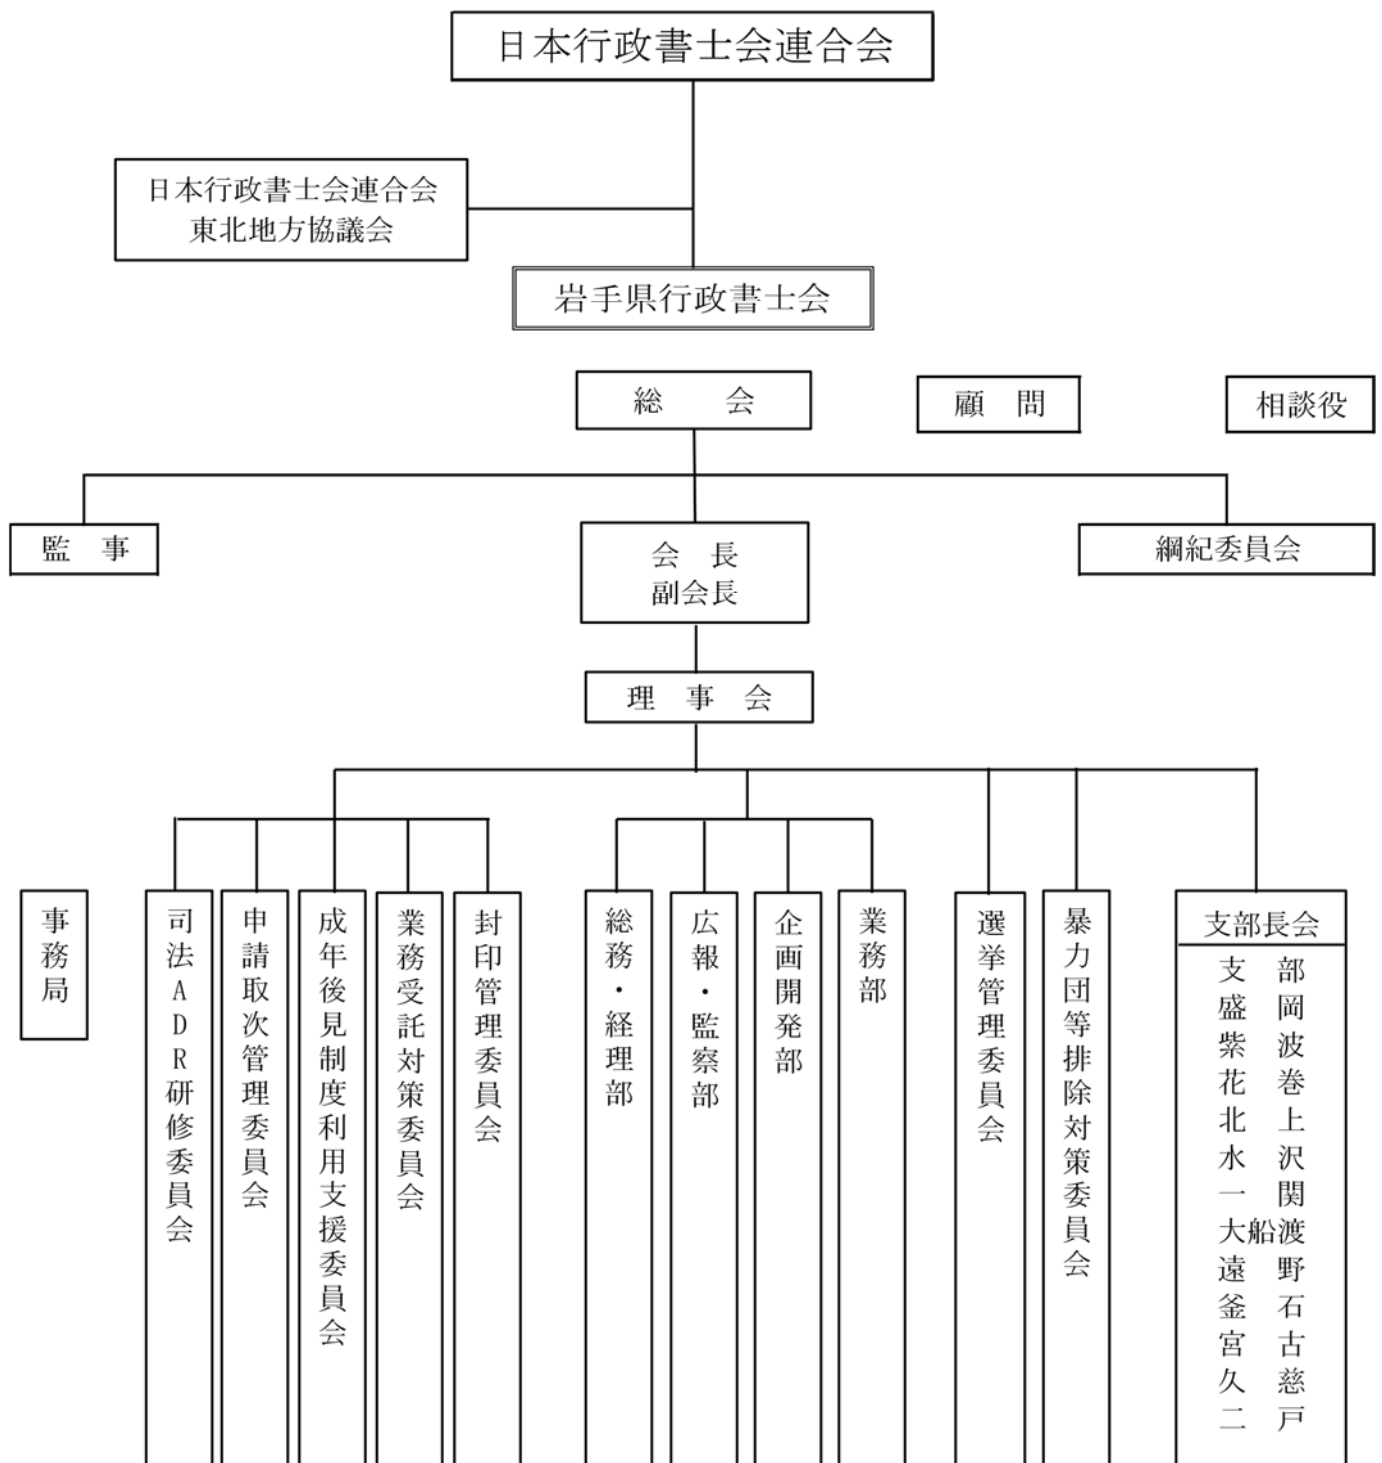 日本行政書士会連合会
日本行政書士会連合会
東北地方協議会
岩手県行政書士会
総　会
顧　問
相談役
監　事
会　長
副会長
綱紀委員会
理　事　会
事務局
司法ADR研修委員会
申請取次管理委員会
成年後見制度利用支援委員会
業務受託対策委員会
封印管理委員会
総務・経理部
広報・監察部
企画開発部
業務部
選挙管理委員会
暴力団等排除対策委員会
支部長会
支　部
盛　岡
紫　波
花　巻
北　上
水　沢
一　関
大船渡
遠　野
釜　石
宮　古
久　慈
二　戸